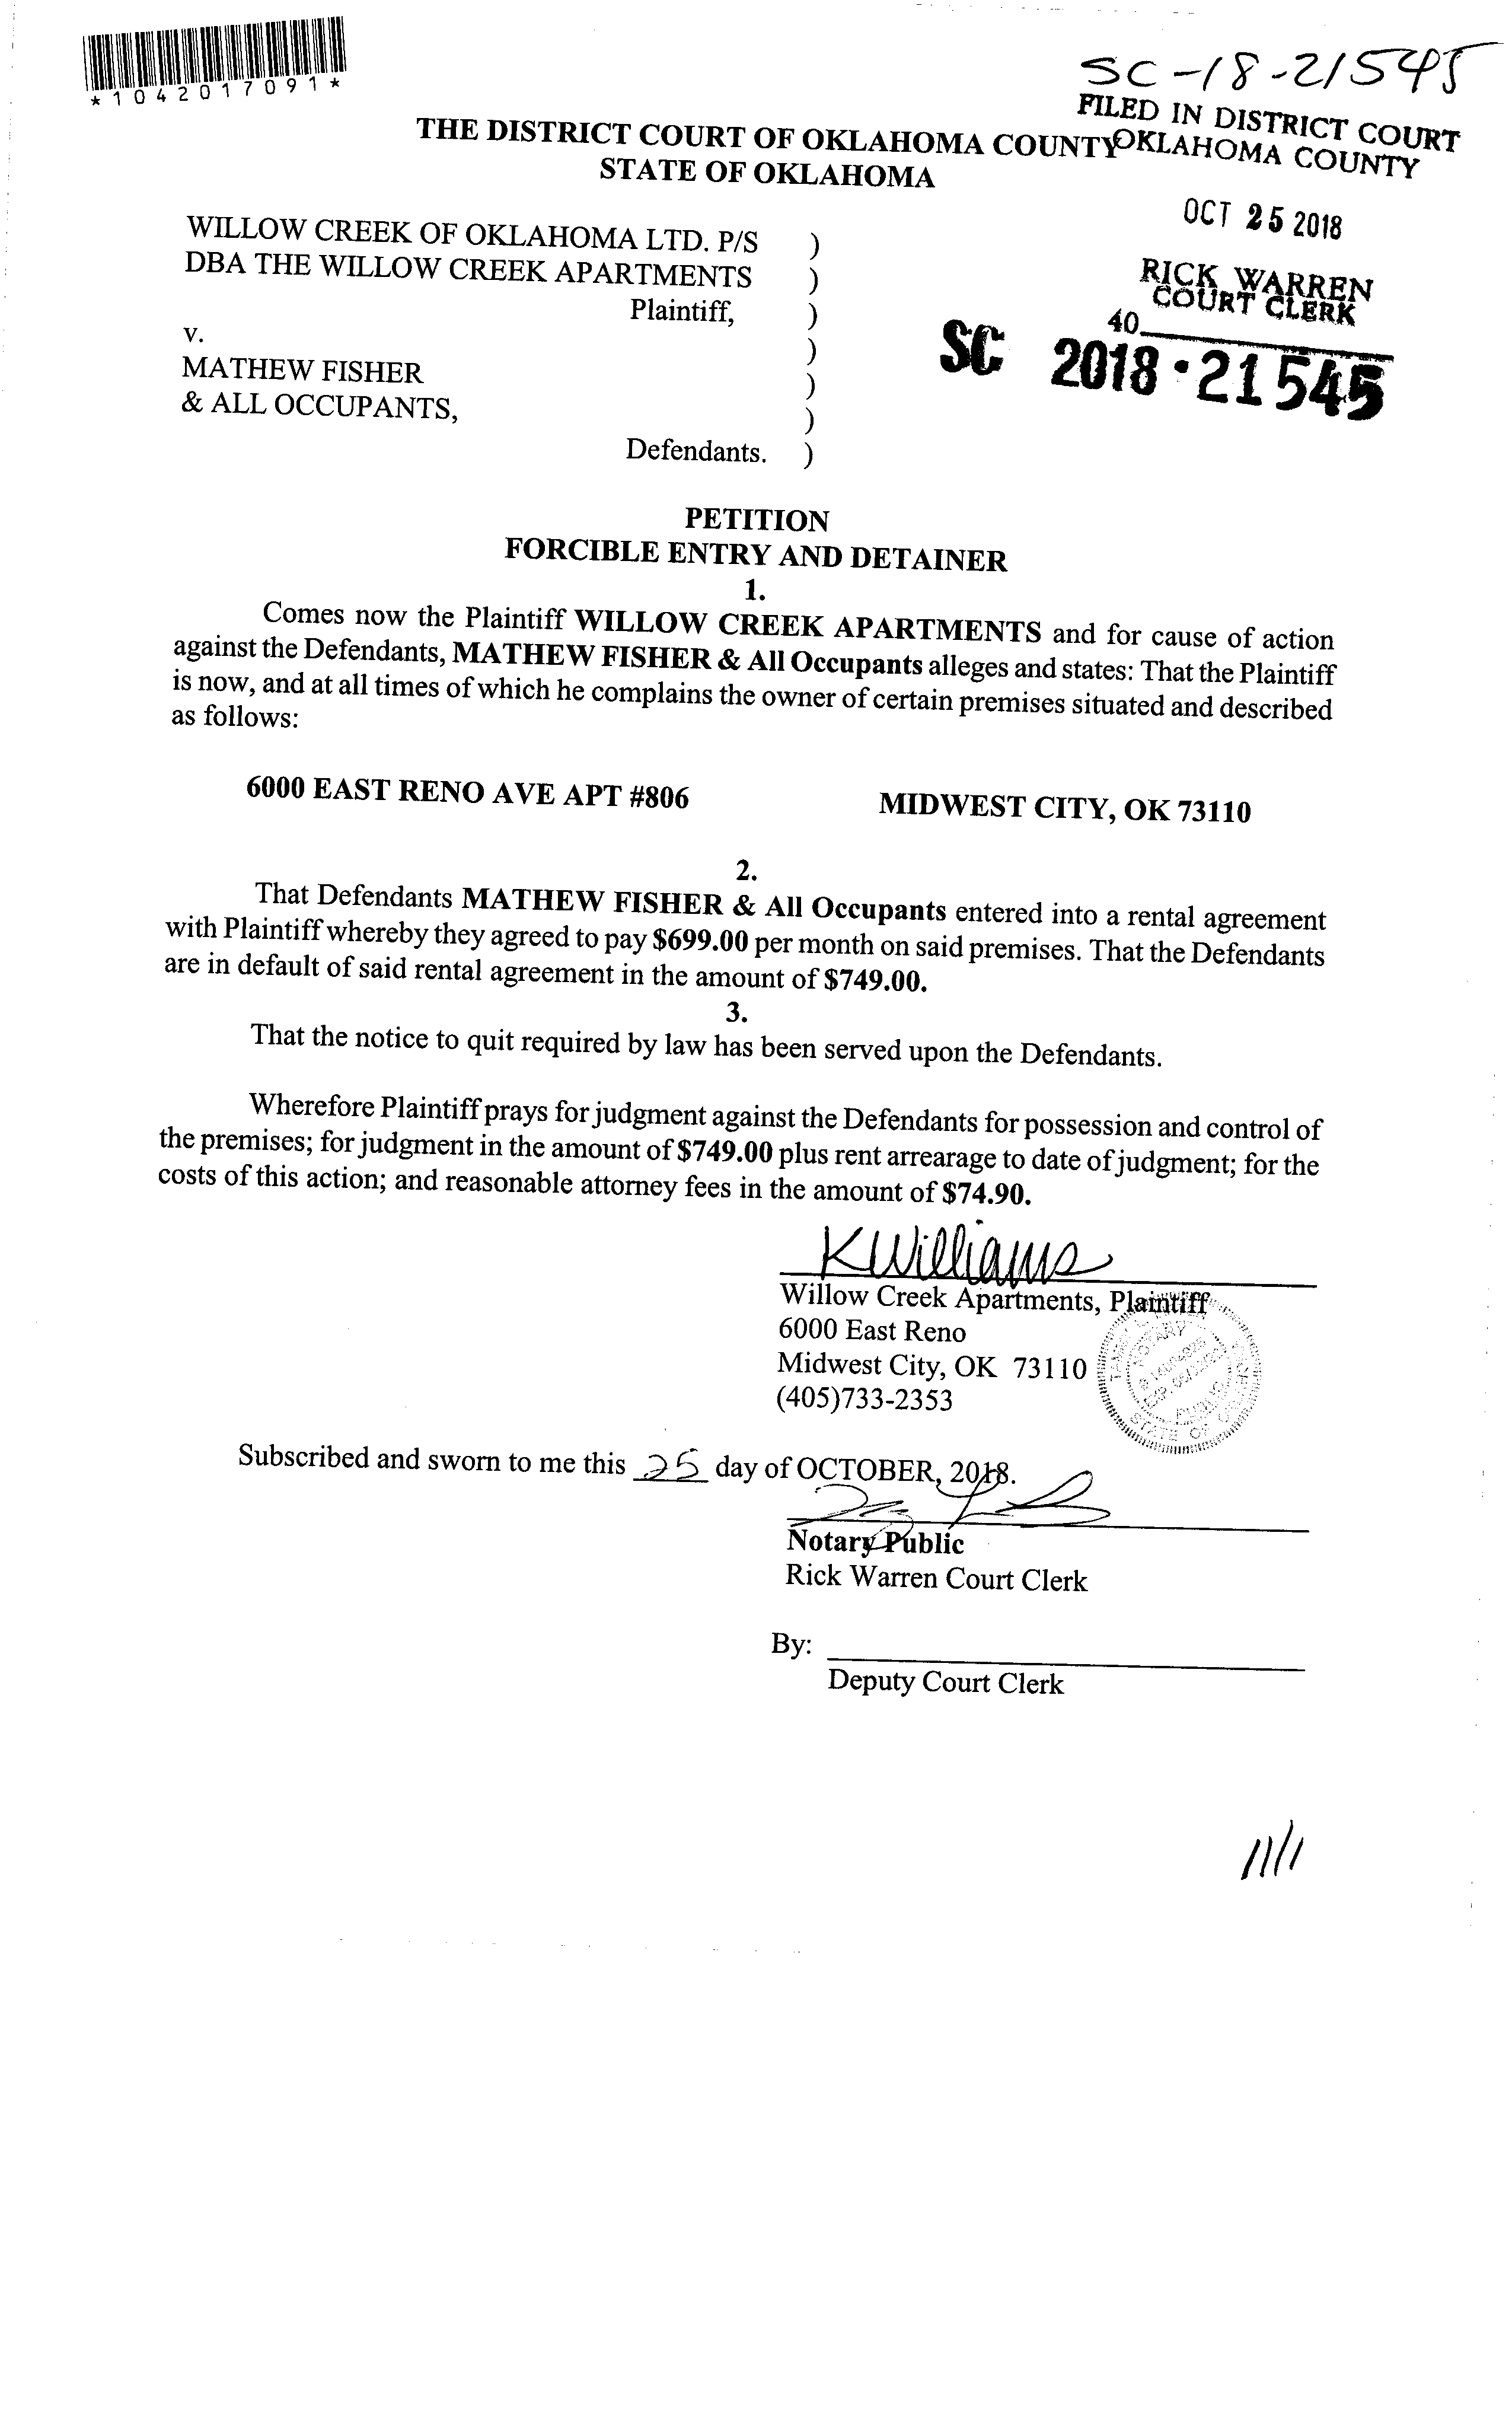 *1042017091*
SC-18-21545
FILED IN DISTRICT COURT
OKLAHOMA COUNTY
THE DISTRICT COURT OF OKLAHOMA COUNTY
STATE OF OKLAHOMA
OCT 25 2018
RICK WARREN
COURT CLERK
40
SC 2018-21545
WILLOW CREEK OF OKLAHOMA LTD. P/S )
DBA THE WILLOW CREEK APARTMENTS )
Plaintiff, )
v. )
MATHEW FISHER )
& ALL OCCUPANTS, )
Defendants. )
PETITION
FORCIBLE ENTRY AND DETAINER
1.
Comes now the Plaintiff WILLOW CREEK APARTMENTS and for cause of action
against the Defendants, MATHEW FISHER & All Occupants alleges and states: That the Plaintiff
is now, and at all times of which he complains the owner of certain premises situated and described
as follows:
6000 EAST RENO AVE APT #806 MIDWEST CITY, OK 73110
2.
That Defendants MATHEW FISHER & All Occupants entered into a rental agreement
with Plaintiff whereby they agreed to pay $699.00 per month on said premises. That the Defendants
are in default of said rental agreement in the amount of $749.00.
3.
That the notice to quit required by law has been served upon the Defendants.
Wherefore Plaintiff prays for judgment against the Defendants for possession and control of
the premises; for judgment in the amount of $749.00 plus rent arrearage to date of judgment; for the
costs of this action; and reasonable attorney fees in the amount of $74.90.
KWilliams
Willow Creek Apartments, Plaintiff
6000 East Reno
Midwest City, OK 73110
(405)733-2353
NOTARY
PUBLIC
STATE OF
Subscribed and sworn to me this 25 day of OCTOBER, 2018.
Notary Public
Rick Warren Court Clerk
By:
Deputy Court Clerk
11/1